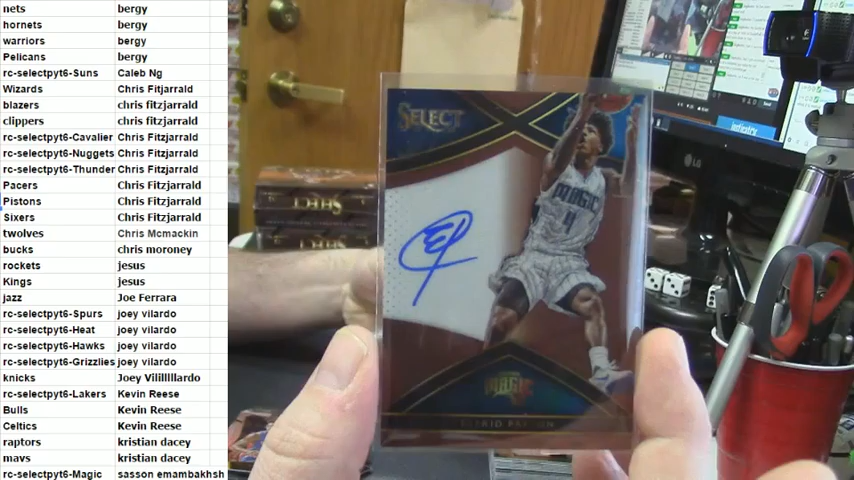 nets bergy
hornets bergy
warriors bergy
Pelicans bergy
rc-selectpyt6-Suns Caleb Ng
Wizards Chris Fitjarrald
blazers chris fitzjarrald
clippers chris fitzjarrald
rc-selectpyt6-Cavalier Chris Fitzjarrald
rc-selectpyt6-Nuggets Chris Fitzjarrald
rc-selectpyt6-Thunder Chris Fitzjarrald
Pacers Chris Fitzjarrald
Pistons Chris Fitzjarrald
Sixers Chris Fitzjarrald
twolves Chris Mcmackin
bucks chris moroney
rockets jesus
Kings jesus
jazz Joe Ferrara
rc-selectpyt6-Spurs joey vilardo
rc-selectpyt6-Heat joey vilardo
rc-selectpyt6-Hawks joey vilardo
rc-selectpyt6-Grizzlies joey vilardo
knicks Joey Villlllllardo
rc-selectpyt6-Lakers Kevin Reese
Bulls Kevin Reese
Celtics Kevin Reese
raptors kristian dacey
mavs kristian dacey
rc-selectpyt6-Magic sasson emambakhsh
SELECT
MAGIC
4
MAGIC
ELFRID PAYTON
LG